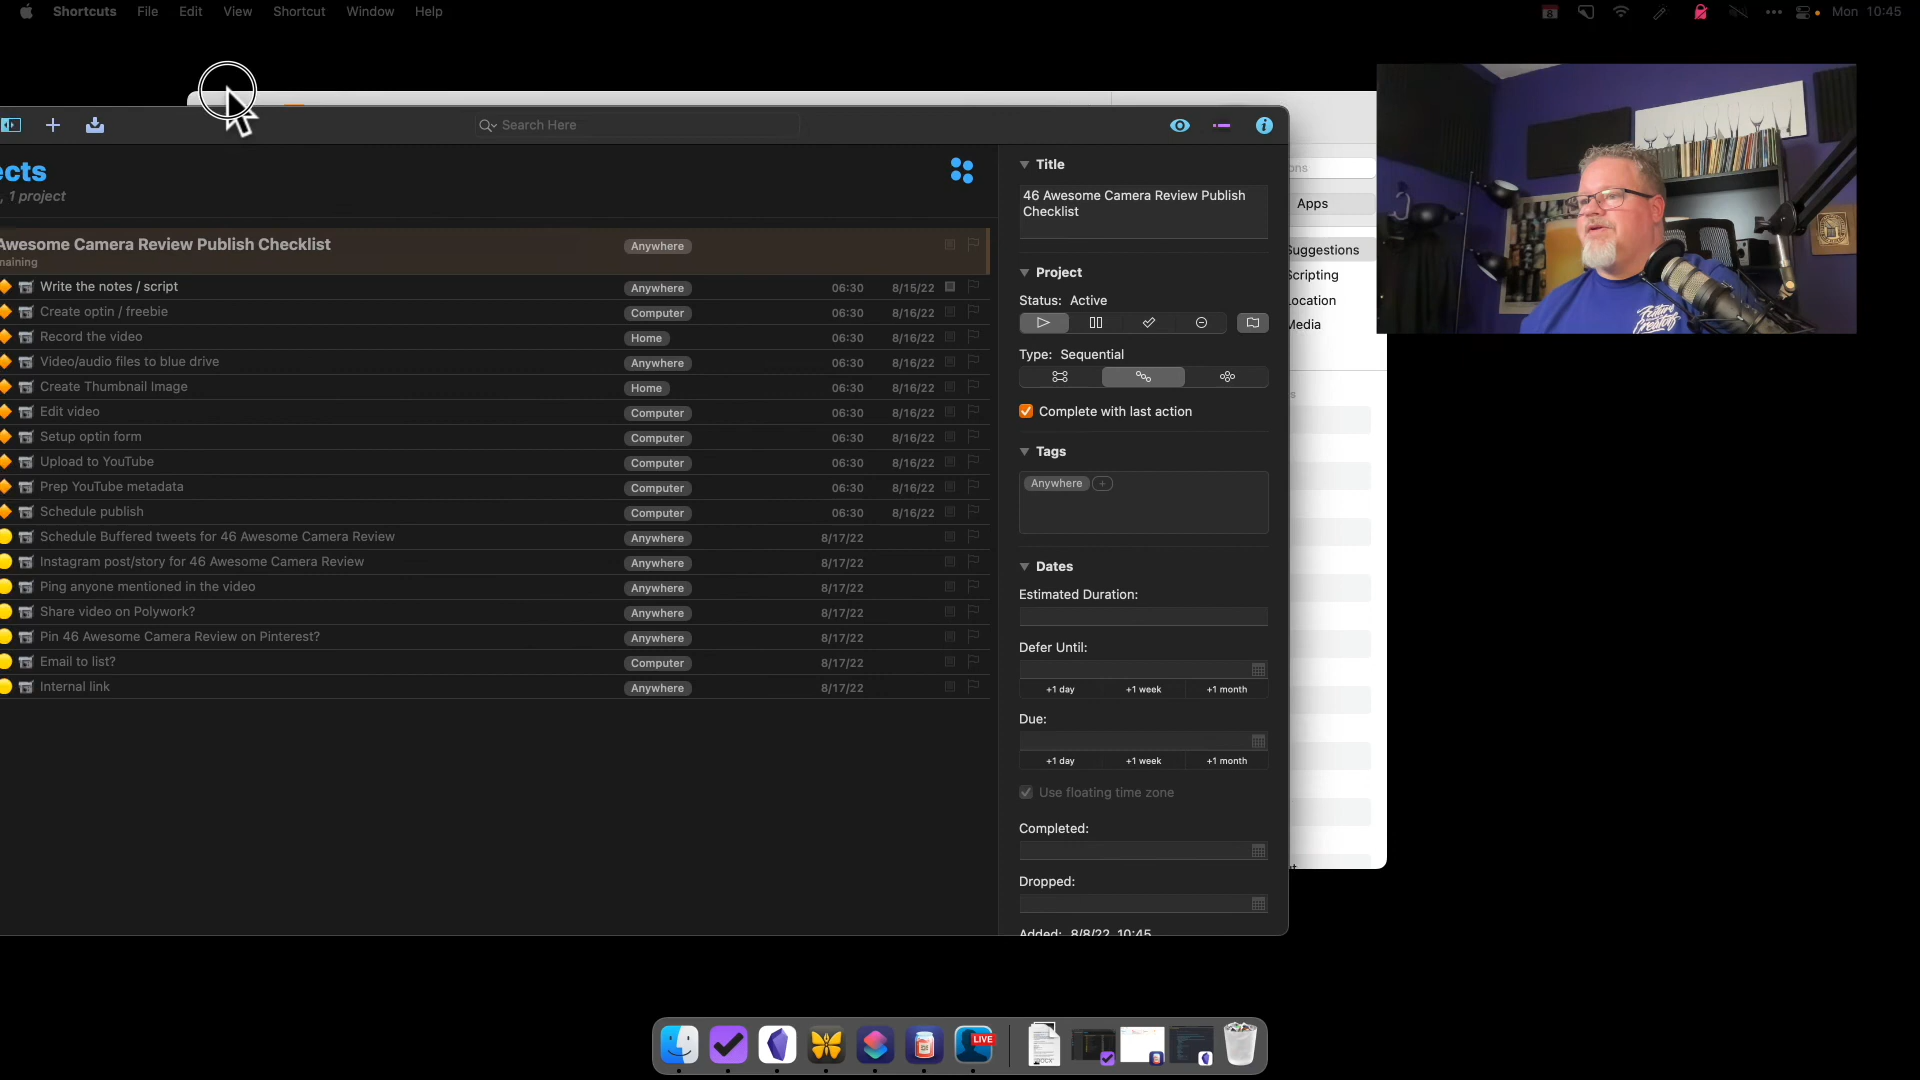 Shortcuts File Edit View Shortcut Window Help
8
Mon 10:45
Search Here
ects
, 1 project
Awesome Camera Review Publish Checklist Anywhere
naining
Write the notes / script Anywhere 06:30 8/15/22
Create optin / freebie Computer 06:30 8/16/22
Record the video Home 06:30 8/16/22
Video/audio files to blue drive Anywhere 06:30 8/16/22
Create Thumbnail Image Home 06:30 8/16/22
Edit video Computer 06:30 8/16/22
Setup optin form Computer 06:30 8/16/22
Upload to YouTube Computer 06:30 8/16/22
Prep YouTube metadata Computer 06:30 8/16/22
Schedule publish Computer 06:30 8/16/22
Schedule Buffered tweets for 46 Awesome Camera Review Anywhere 8/17/22
Instagram post/story for 46 Awesome Camera Review Anywhere 8/17/22
Ping anyone mentioned in the video Anywhere 8/17/22
Share video on Polywork? Anywhere 8/17/22
Pin 46 Awesome Camera Review on Pinterest? Anywhere 8/17/22
Email to list? Computer 8/17/22
Internal link Anywhere 8/17/22
Title
46 Awesome Camera Review Publish
Checklist
Project
Status: Active
Type: Sequential
Complete with last action
Tags
Anywhere
Dates
Estimated Duration:
Defer Until:
+1 day +1 week +1 month
Due:
+1 day +1 week +1 month
Use floating time zone
Completed:
Dropped:
Added: 8/8/22, 10:45
ons
Apps
Suggestions
Scripting
Location
Media
s
Future
Creators
LIVE
DOCX